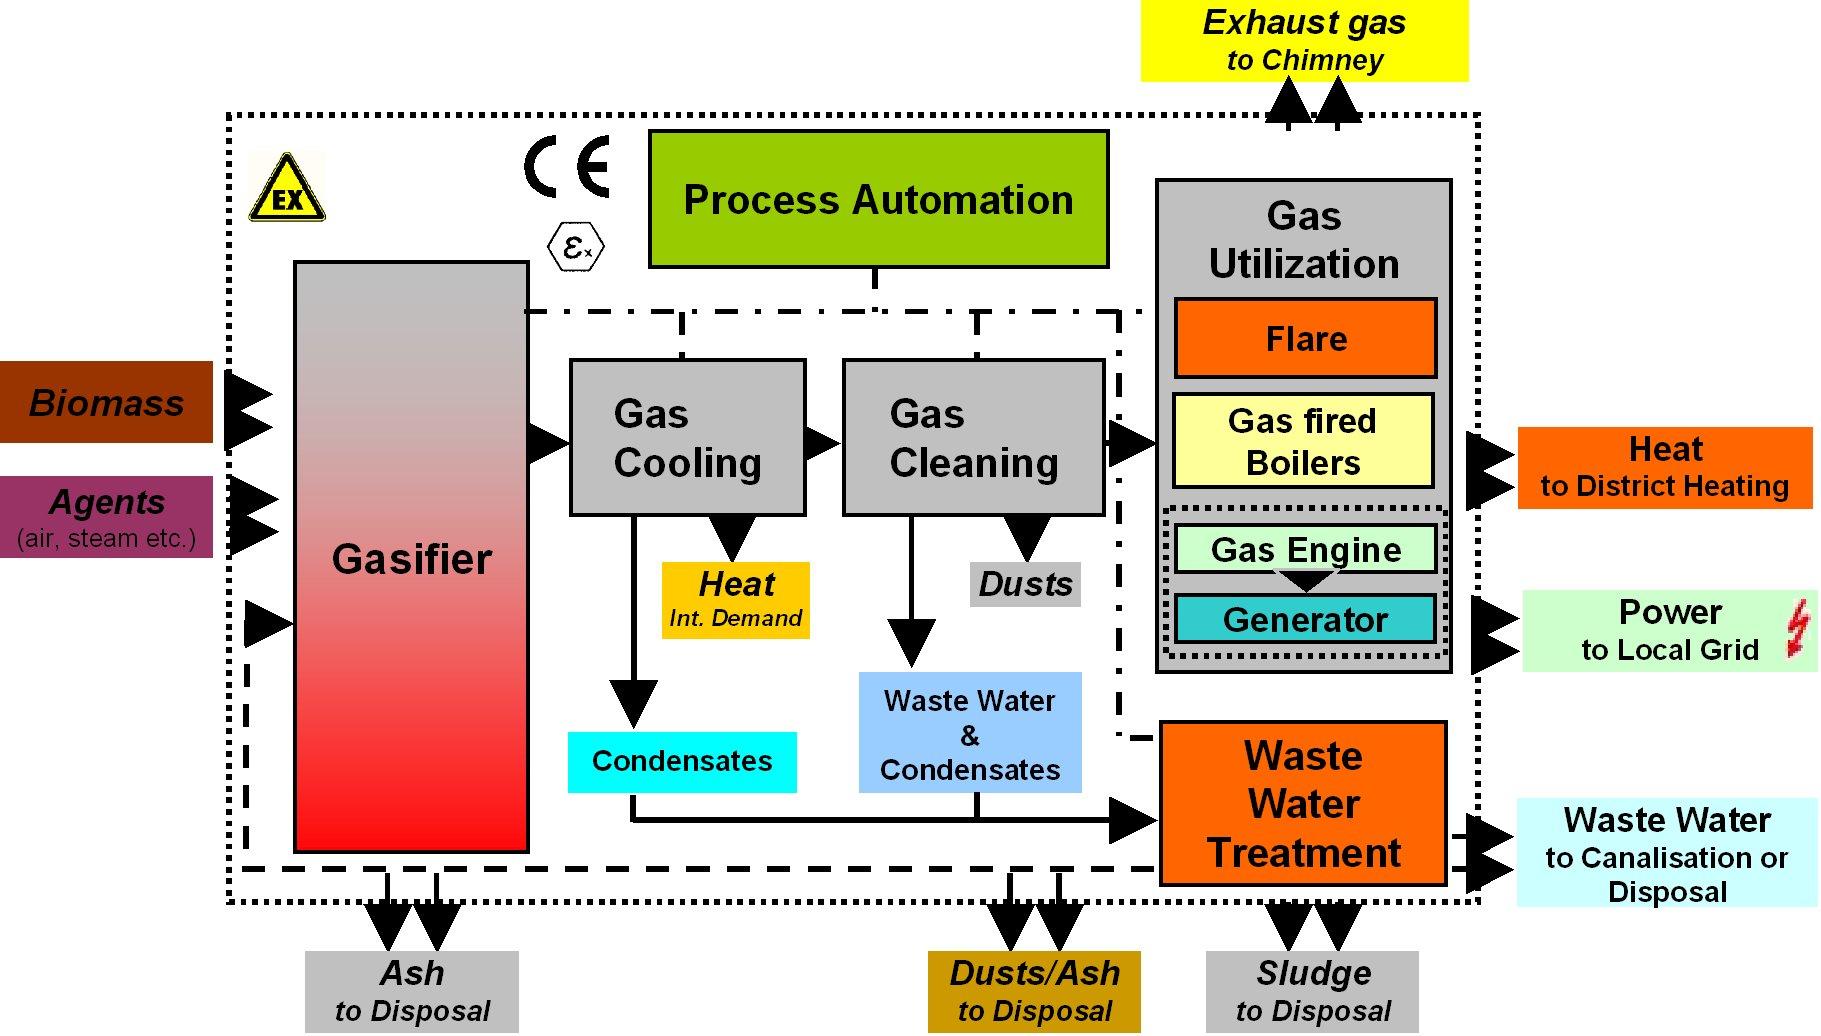 Exhaust gas
to Chimney
EX
CE
εx
Process Automation
Gas
Utilization
Flare
Gas fired
Boilers
Gas Engine
Generator
Biomass
Agents
(air, steam etc.)
Gasifier
Gas
Cooling
Gas
Cleaning
Heat
Int. Demand
Dusts
Condensates
Waste Water
&
Condensates
Waste
Water
Treatment
Heat
to District Heating
Power
to Local Grid
Waste Water
to Canalisation or
Disposal
Ash
to Disposal
Dusts/Ash
to Disposal
Sludge
to Disposal